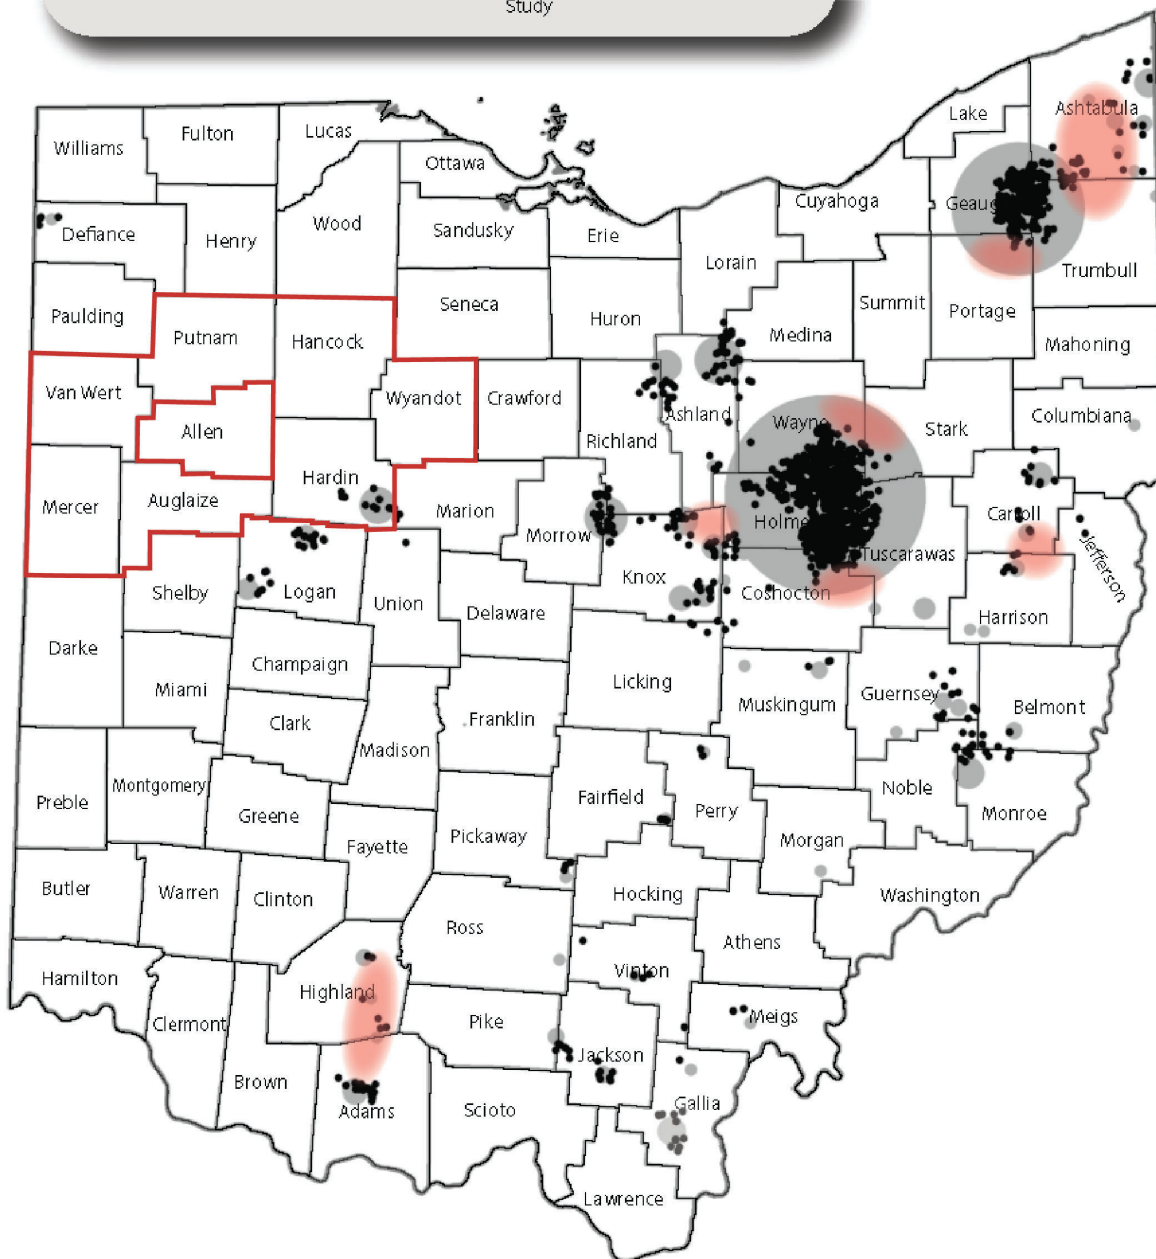 Study
Lake
Ashtabula
Williams
Fulton
Lucas
Ottawa
Cuyahoga
Geaug
Defiance
Henry
Wood
Sandusky
Erie
Lorain
Trumbull
Paulding
Putnam
Hancock
Seneca
Huron
Medina
Summit
Portage
Mahoning
Van Wert
Allen
Wyandot
Crawford
Richland
Ashland
Wayne
Stark
Columbiana
Mercer
Auglaize
Hardin
Marion
Morrow
Holme
Tuscarawas
Carroll
Jefferson
Shelby
Logan
Union
Delaware
Knox
Coshocton
Harrison
Darke
Miami
Champaign
Clark
Madison
Franklin
Licking
Muskingum
Guernsey
Belmont
Preble
Montgomery
Greene
Fayette
Pickaway
Fairfield
Perry
Morgan
Noble
Monroe
Butler
Warren
Clinton
Ross
Hocking
Athens
Washington
Hamilton
Clermont
Highland
Pike
Vinton
Meigs
Brown
Adams
Scioto
Jackson
Gallia
Lawrence